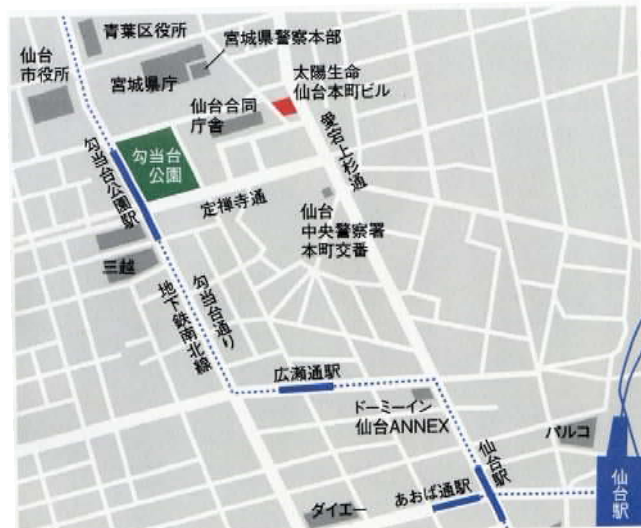 青葉区役所
仙台
市役所
宮城県庁
宮城県警察本部
仙台合同
庁舎
太陽生命
仙台本町ビル
愛宕上杉通
勾当台
公園
勾当台公園駅
定禅寺通
仙台
中央警察署
本町交番
三越
地下鉄南北線
勾当台通り
広瀬通駅
ドーミーイン
仙台ANNEX
仙台駅
パルコ
仙台駅
あおば通駅
ダイエー